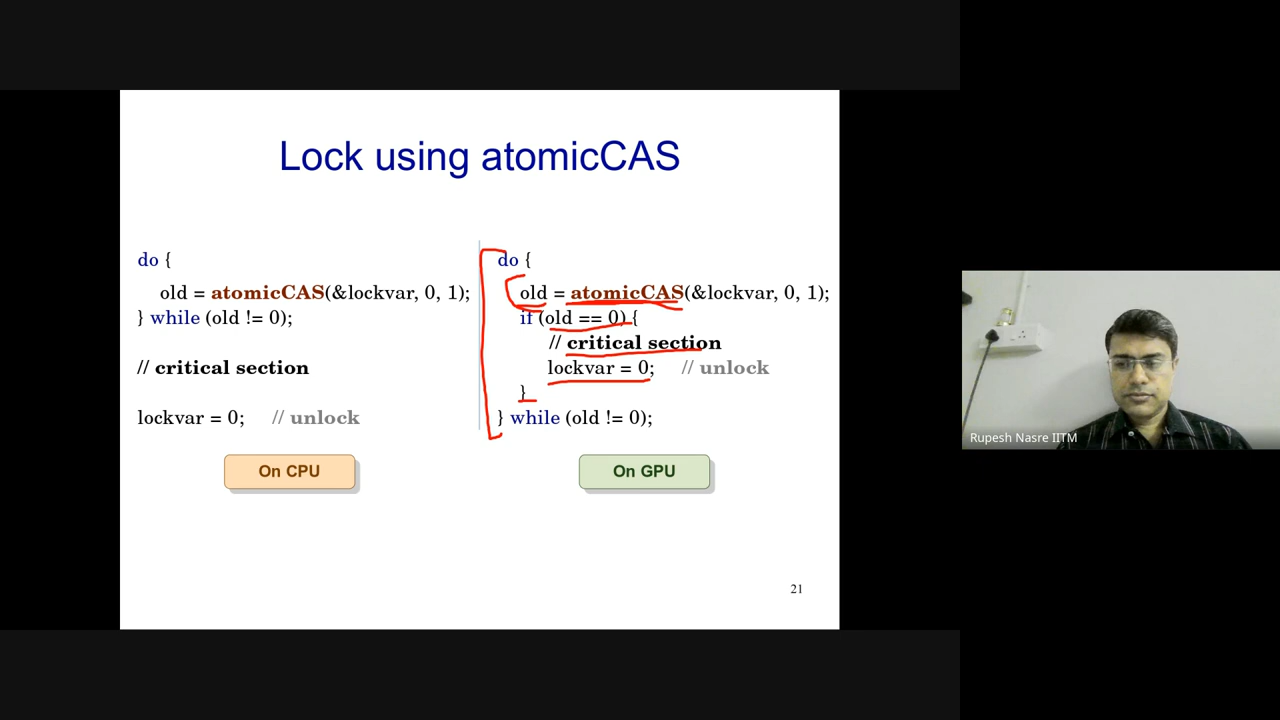 Lock using atomicCAS
do {
old = atomicCAS(&lockvar, 0, 1);
} while (old != 0);
// critical section
lockvar = 0; // unlock
On CPU
do {
old = atomicCAS(&lockvar, 0, 1);
if (old == 0) {
// critical section
lockvar = 0; // unlock
}
} while (old != 0);
On GPU
21
Rupesh Nasre IITM